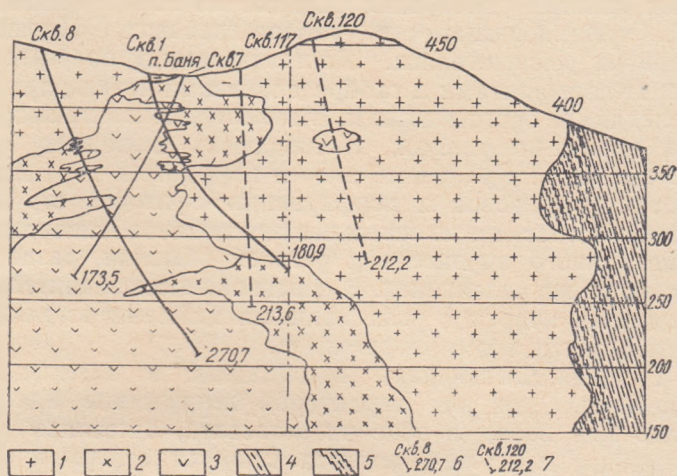 Скв. 8
Скв. 1
п. Баня
Скв. 7
Скв. 117
Скв. 120
450
400
350
300
250
200
150
180,9
212,2
173,5
213,6
270,7
1
2
3
4
5
Скв. 8
270,7 6
Скв. 120
212,2 7